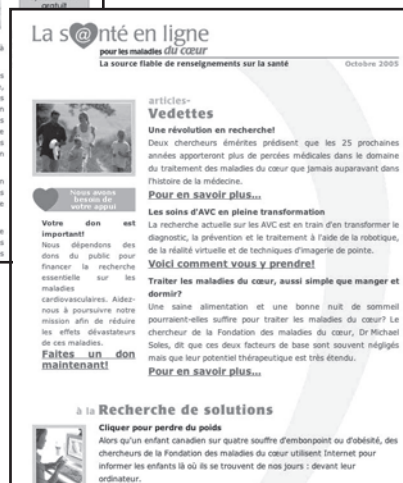 gratuit
La s@nté en ligne
pour les maladies du cœur
La source fiable de renseignements sur la santé
Octobre 2005
articles-
Vedettes
Une révolution en recherche!
Deux chercheurs émérites prédisent que les 25 prochaines
années apporteront plus de percées médicales dans le domaine
du traitement des maladies du cœur que jamais auparavant dans
l'histoire de la médecine.
Pour en savoir plus...
Les soins d'AVC en pleine transformation
La recherche actuelle sur les AVC est en train d'en transformer le
diagnostic, la prévention et le traitement à l'aide de la robotique,
de la réalité virtuelle et de techniques d'imagerie de pointe.
Voici comment vous y prendre!
Traiter les maladies du cœur, aussi simple que manger et
dormir?
Une saine alimentation et une bonne nuit de sommeil
pourraient-elles suffire pour traiter les maladies du cœur? Le
chercheur de la Fondation des maladies du cœur, Dr Michael
Soles, dit que ces deux facteurs de base sont souvent négligés
mais que leur potentiel thérapeutique est très étendu.
Pour en savoir plus...
Nous avons
besoin de
votre appui
Votre don est
important!
Nous dépendons des
dons du public pour
financer la recherche
essentielle sur les
maladies
cardiovasculaires. Aidez-
nous à poursuivre notre
mission afin de réduire
les effets dévastateurs
de ces maladies.
Faites un don
maintenant!
à la Recherche de solutions
Cliquer pour perdre du poids
Alors qu'un enfant canadien sur quatre souffre d'embonpoint ou d'obésité, des
chercheurs de la Fondation des maladies du cœur utilisent Internet pour
informer les enfants là où ils se trouvent de nos jours : devant leur
ordinateur.